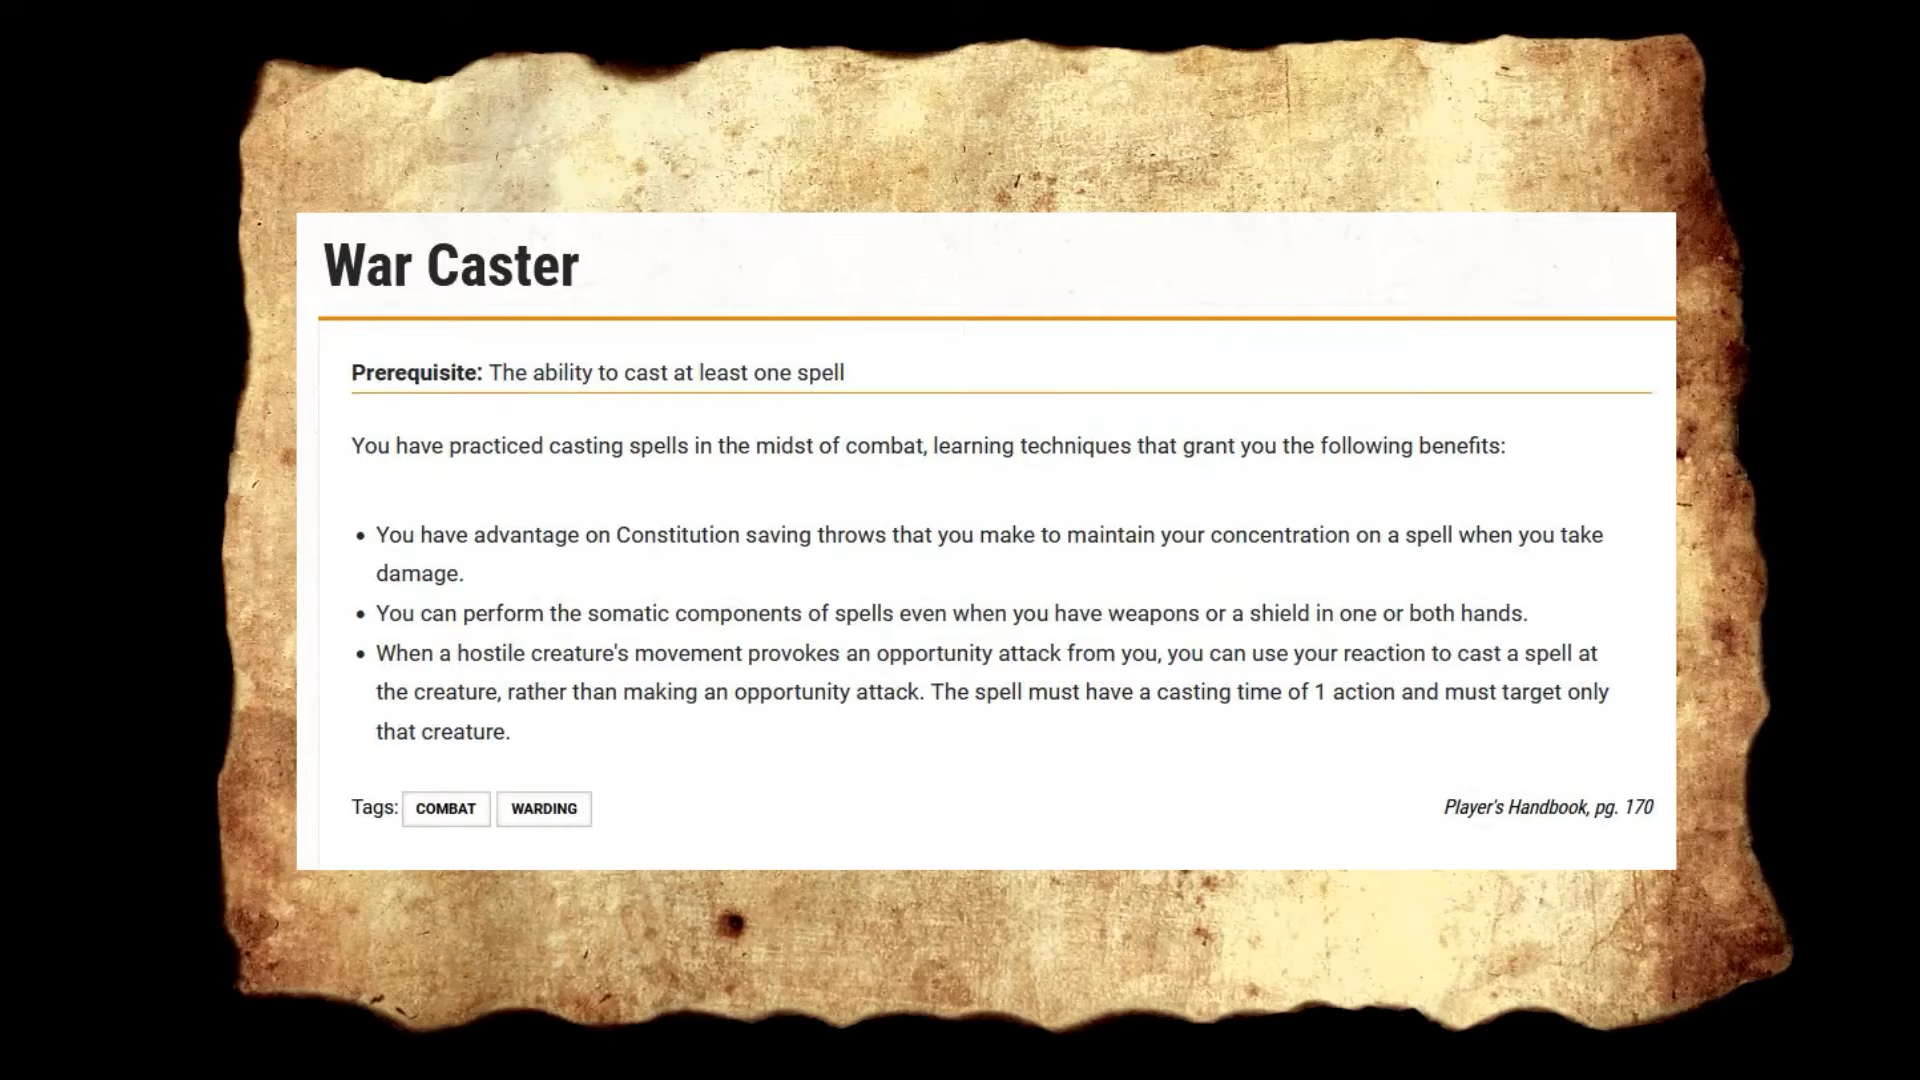 War Caster
Prerequisite: The ability to cast at least one spell
You have practiced casting spells in the midst of combat, learning techniques that grant you the following benefits:
• You have advantage on Constitution saving throws that you make to maintain your concentration on a spell when you take
damage.
• You can perform the somatic components of spells even when you have weapons or a shield in one or both hands.
• When a hostile creature's movement provokes an opportunity attack from you, you can use your reaction to cast a spell at
the creature, rather than making an opportunity attack. The spell must have a casting time of 1 action and must target only
that creature.
Tags: COMBAT WARDING
Player's Handbook, pg. 170